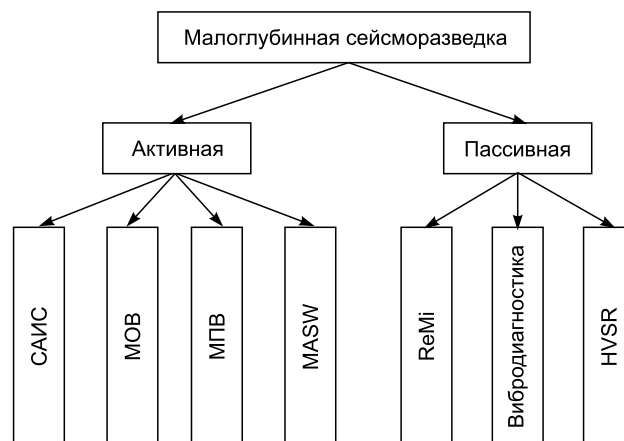 Малоглубинная сейсморазведка
Активная
Пассивная
САИС
МОВ
МПВ
MASW
ReMi
Вибродиагностика
HVSR